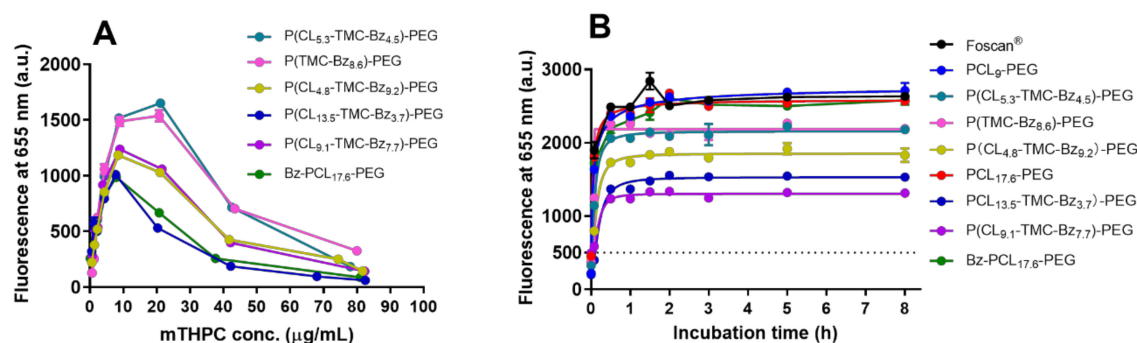 A
Fluorescence at 655 nm (a.u.)
2000
1500
1000
500
0
0 10 20 30 40 50 60 70 80 90 100
mTHPC conc. (μg/mL)
P(CL5.3-TMC-Bz4.5)-PEG
P(TMC-Bz8.6)-PEG
P(CL4.8-TMC-Bz9.2)-PEG
P(CL13.5-TMC-Bz3.7)-PEG
P(CL9.1-TMC-Bz7.7)-PEG
Bz-PCL17.6-PEG
B
Fluorescence at 655 nm (a.u.)
3000
2500
2000
1500
1000
500
0
0 1 2 3 4 5 6 7 8
Incubation time (h)
Foscan®
PCL9-PEG
P(CL5.3-TMC-Bz4.5)-PEG
P(TMC-Bz8.6)-PEG
P（CL4.8-TMC-Bz9.2）-PEG
PCL17.6-PEG
PCL13.5-TMC-Bz3.7）-PEG
P(CL9.1-TMC-Bz7.7)-PEG
Bz-PCL17.6-PEG